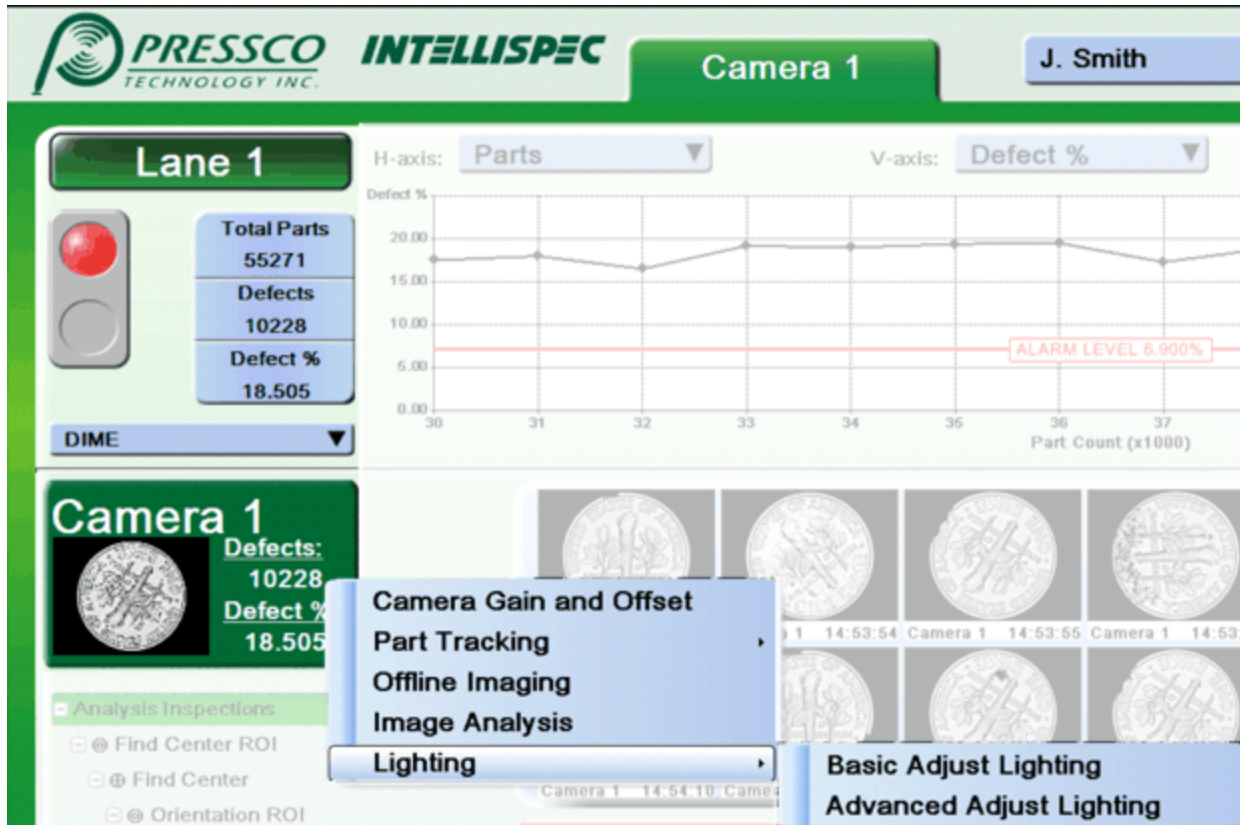 PRESSCO
TECHNOLOGY INC.
INTELLISPEC
Camera 1
J. Smith
Lane 1
H-axis: Parts
V-axis: Defect %
Total Parts
55271
Defects
10228
Defect %
18.505
DIME
Defect %
20.00
15.00
10.00
5.00
0.00
ALARM LEVEL 6.900%
30 31 32 33 34 35 36 37
Part Count (x1000)
Camera 1
Defects:
10228
Defect %
18.505
Analysis Inspections
Find Center ROI
Find Center
Orientation ROI
1 14:53:54 Camera 1 14:53:55 Camera 1 14:53:
Camera 1 14:54:10
Camera Gain and Offset
Part Tracking
Offline Imaging
Image Analysis
Lighting
Basic Adjust Lighting
Advanced Adjust Lighting